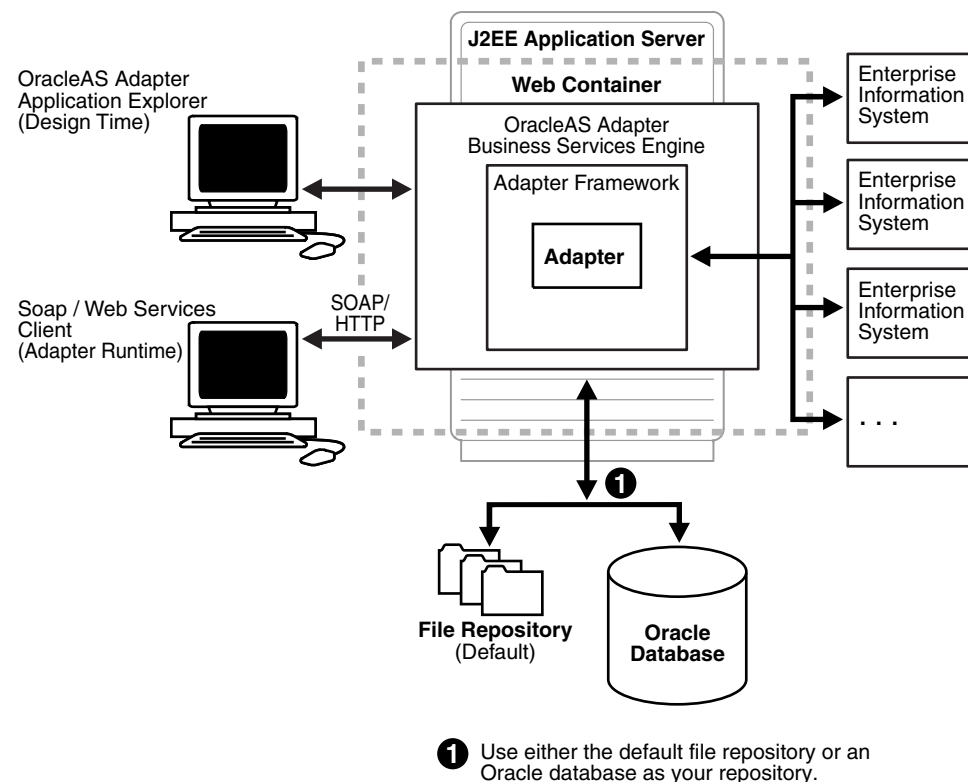 J2EE Application Server
Web Container
OracleAS Adapter
Business Services Engine
Adapter Framework
Adapter
OracleAS Adapter
Application Explorer
(Design Time)
Soap / Web Services
Client
(Adapter Runtime)
SOAP/
HTTP
Enterprise
Information
System
Enterprise
Information
System
Enterprise
Information
System
. . .
1
File Repository
(Default)
Oracle
Database
1 Use either the default file repository or an
Oracle database as your repository.